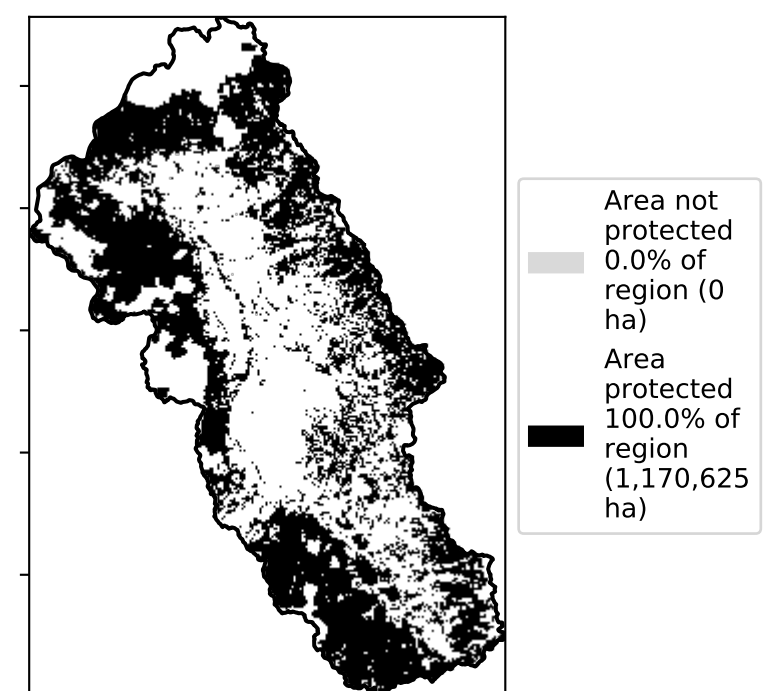 Area not
protected
0.0% of
region (0
ha)
Area
protected
100.0% of
region
(1,170,625
ha)